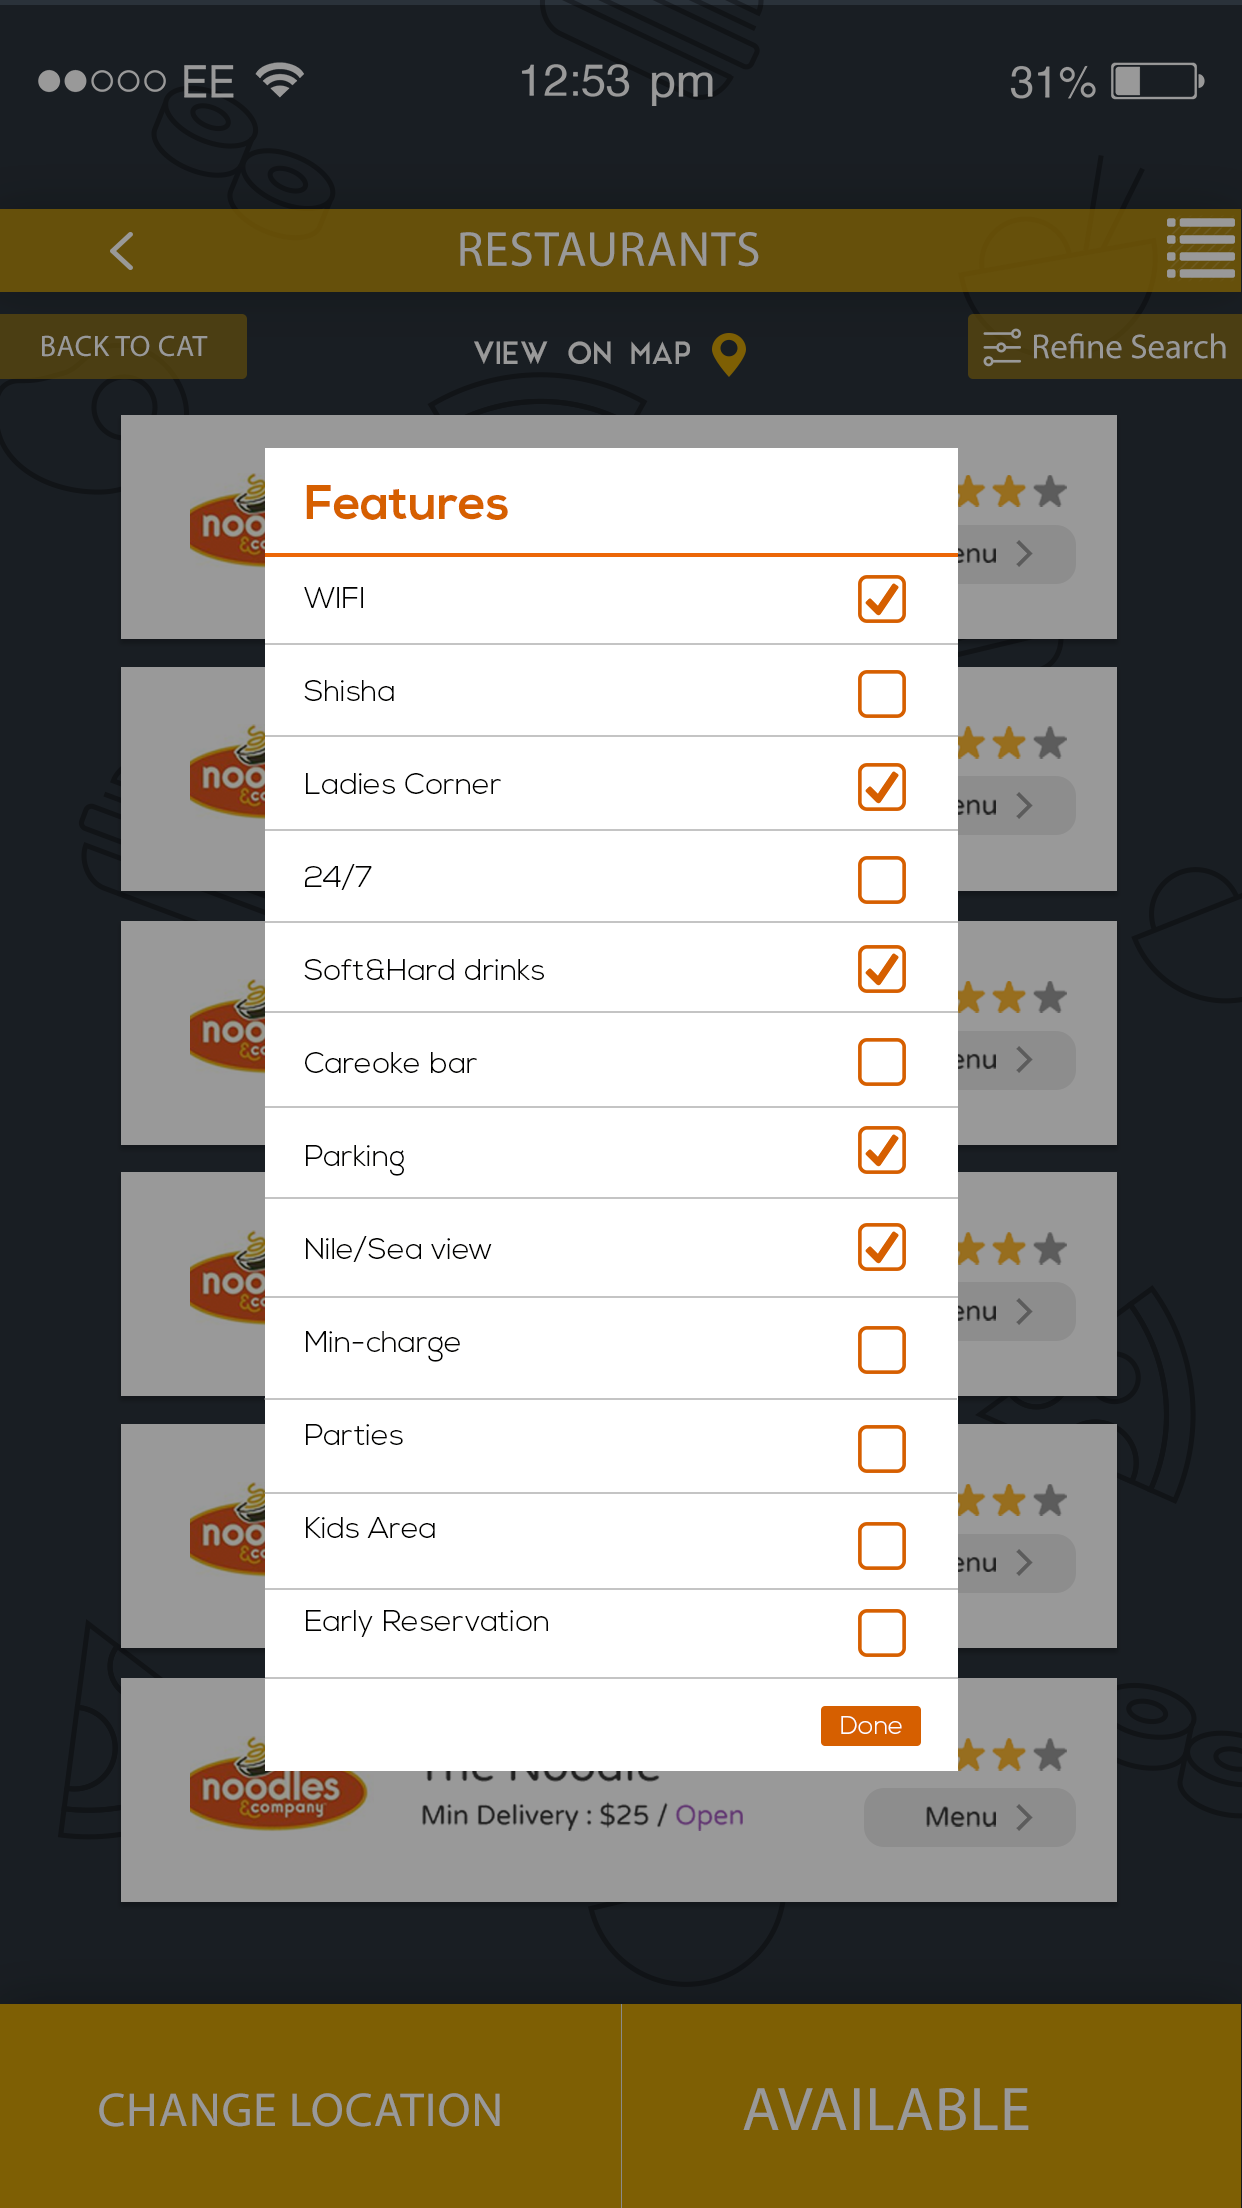 EE 12:53 pm 31%
RESTAURANTS
BACK TO CAT
VIEW ON MAP
Refine Search
Features
WIFI
Shisha
Ladies Corner
24/7
Soft&Hard drinks
Careoke bar
Parking
Nile/Sea view
Min-charge
Parties
Kids Area
Early Reservation
Done
noodles
&company
The Noodle
Min Delivery : $25 / Open
Menu
CHANGE LOCATION
AVAILABLE